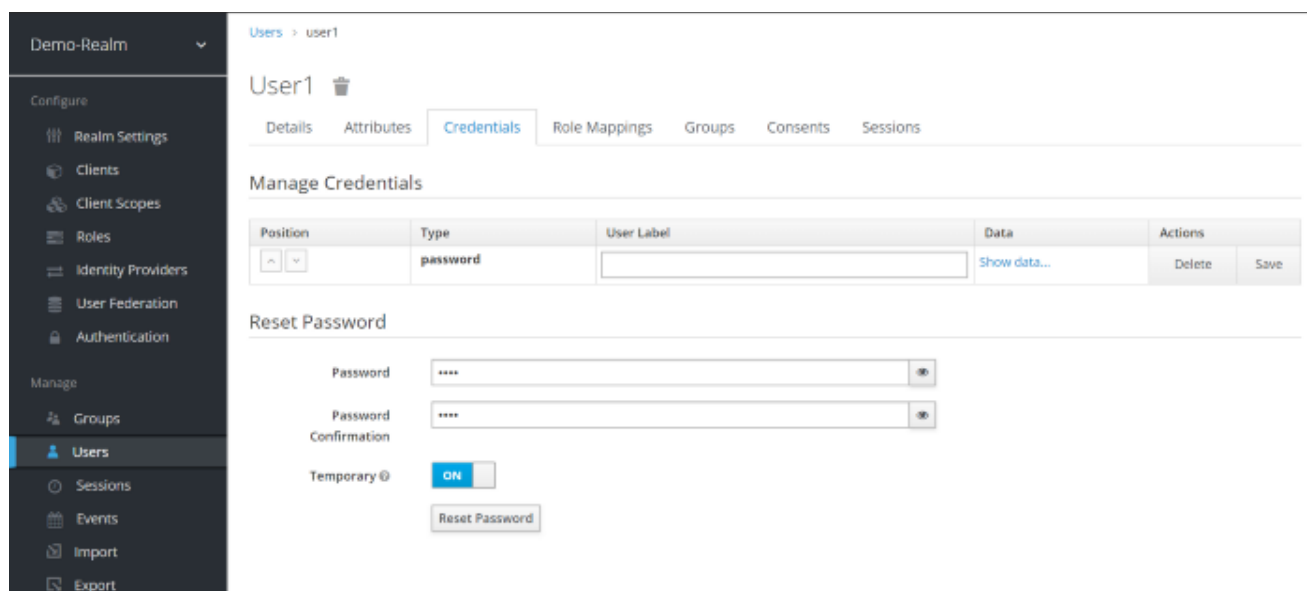 Demo-Realm
Configure
Realm Settings
Clients
Client Scopes
Roles
Identity Providers
User Federation
Authentication
Manage
Groups
Users
Sessions
Events
Import
Export
Users > user1
User1
Details Attributes Credentials Role Mappings Groups Consents Sessions
Manage Credentials
Position Type User Label Data Actions
password Show data... Delete Save
Reset Password
Password ····
Password
Confirmation ····
Temporary ON
Reset Password